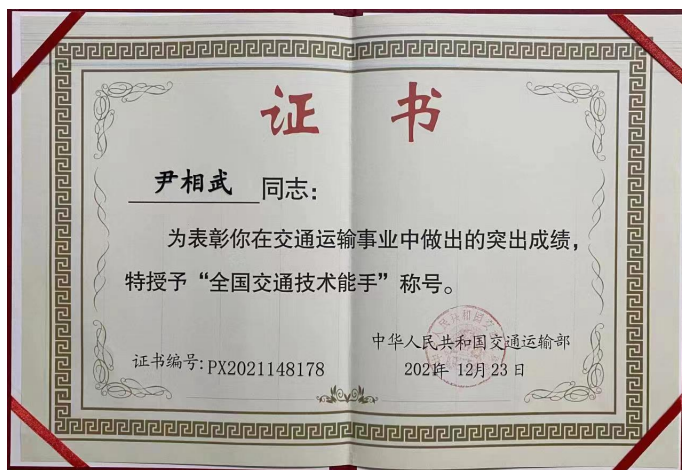 证书
尹相武 同志：
为表彰你在交通运输事业中做出的突出成绩，
特授予“全国交通技术能手”称号。
中华人民共和国交通运输部
证书编号：PX2021148178
2021年 12月 23日